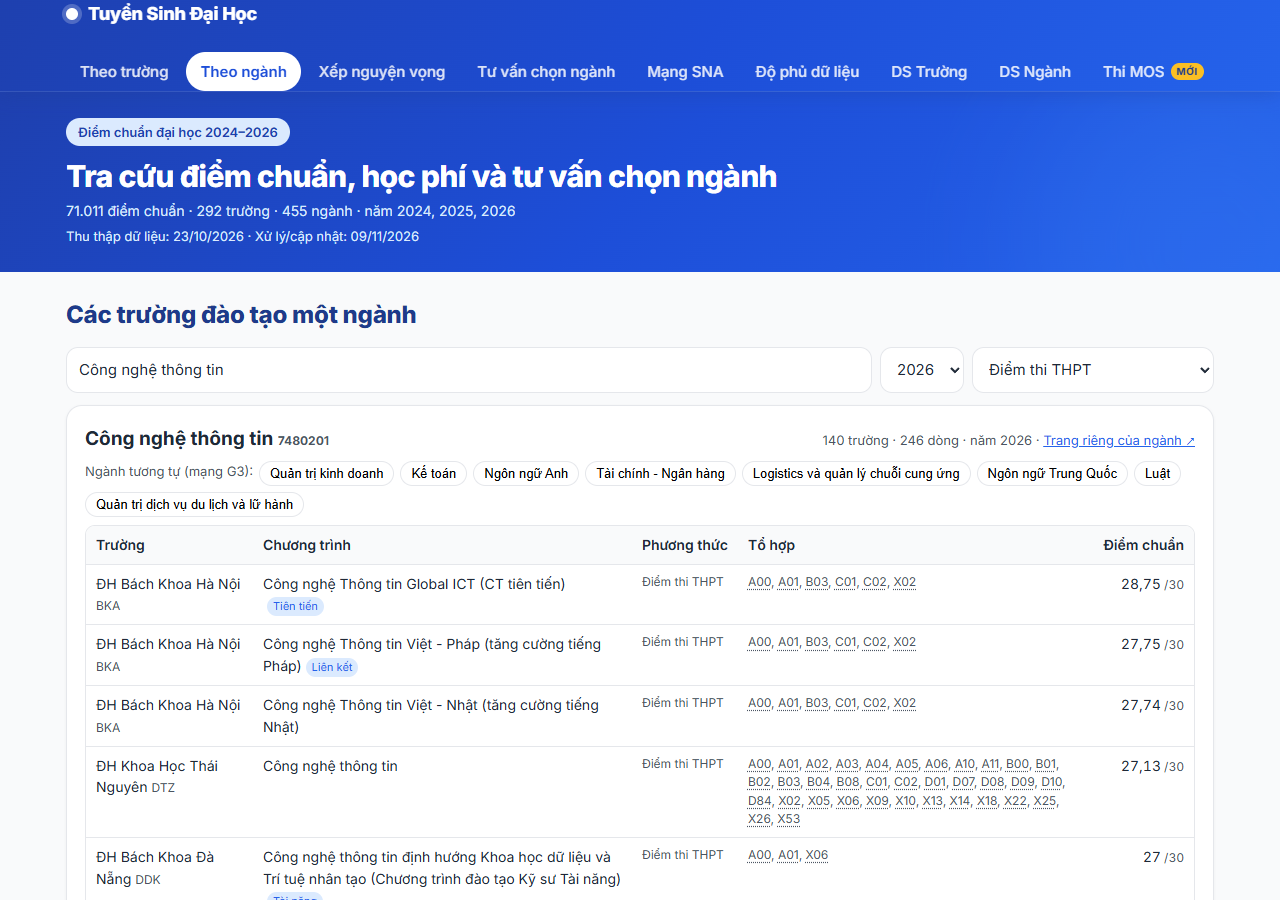 Tuyển Sinh Đại Học
Theo trường Theo ngành Xếp nguyện vọng Tư vấn chọn ngành Mạng SNA Độ phủ dữ liệu DS Trường DS Ngành Thi MOS MỚI
Điểm chuẩn đại học 2024–2026
Tra cứu điểm chuẩn, học phí và tư vấn chọn ngành
71.011 điểm chuẩn · 292 trường · 455 ngành · năm 2024, 2025, 2026
Thu thập dữ liệu: 23/10/2026 · Xử lý/cập nhật: 09/11/2026
Các trường đào tạo một ngành
Công nghệ thông tin 2026 Điểm thi THPT
Công nghệ thông tin 7480201 140 trường · 246 dòng · năm 2026 · Trang riêng của ngành ↗
Ngành tương tự (mạng G3): Quản trị kinh doanh Kế toán Ngôn ngữ Anh Tài chính - Ngân hàng Logistics và quản lý chuỗi cung ứng Ngôn ngữ Trung Quốc Luật
Quản trị dịch vụ du lịch và lữ hành
Trường Chương trình Phương thức Tổ hợp Điểm chuẩn
ĐH Bách Khoa Hà Nội Công nghệ Thông tin Global ICT (CT tiên tiến) Điểm thi THPT A00, A01, B03, C01, C02, X02 28,75 /30
BKA Tiên tiến
ĐH Bách Khoa Hà Nội Công nghệ Thông tin Việt - Pháp (tăng cường tiếng Điểm thi THPT A00, A01, B03, C01, C02, X02 27,75 /30
BKA Pháp) Liên kết
ĐH Bách Khoa Hà Nội Công nghệ Thông tin Việt - Nhật (tăng cường tiếng Điểm thi THPT A00, A01, B03, C01, C02, X02 27,74 /30
BKA Nhật)
ĐH Khoa Học Thái Công nghệ thông tin Điểm thi THPT A00, A01, A02, A03, A04, A05, A06, A10, A11, B00, B01, 27,13 /30
Nguyên DTZ B02, B03, B04, B08, C01, C02, D01, D07, D08, D09, D10,
D84, X02, X05, X06, X09, X10, X13, X14, X18, X22, X25,
X26, X53
ĐH Bách Khoa Đà Công nghệ thông tin định hướng Khoa học dữ liệu và Điểm thi THPT A00, A01, X06 27 /30
Nẵng DDK Trí tuệ nhân tạo (Chương trình đào tạo Kỹ sư Tài năng)
Tài năng